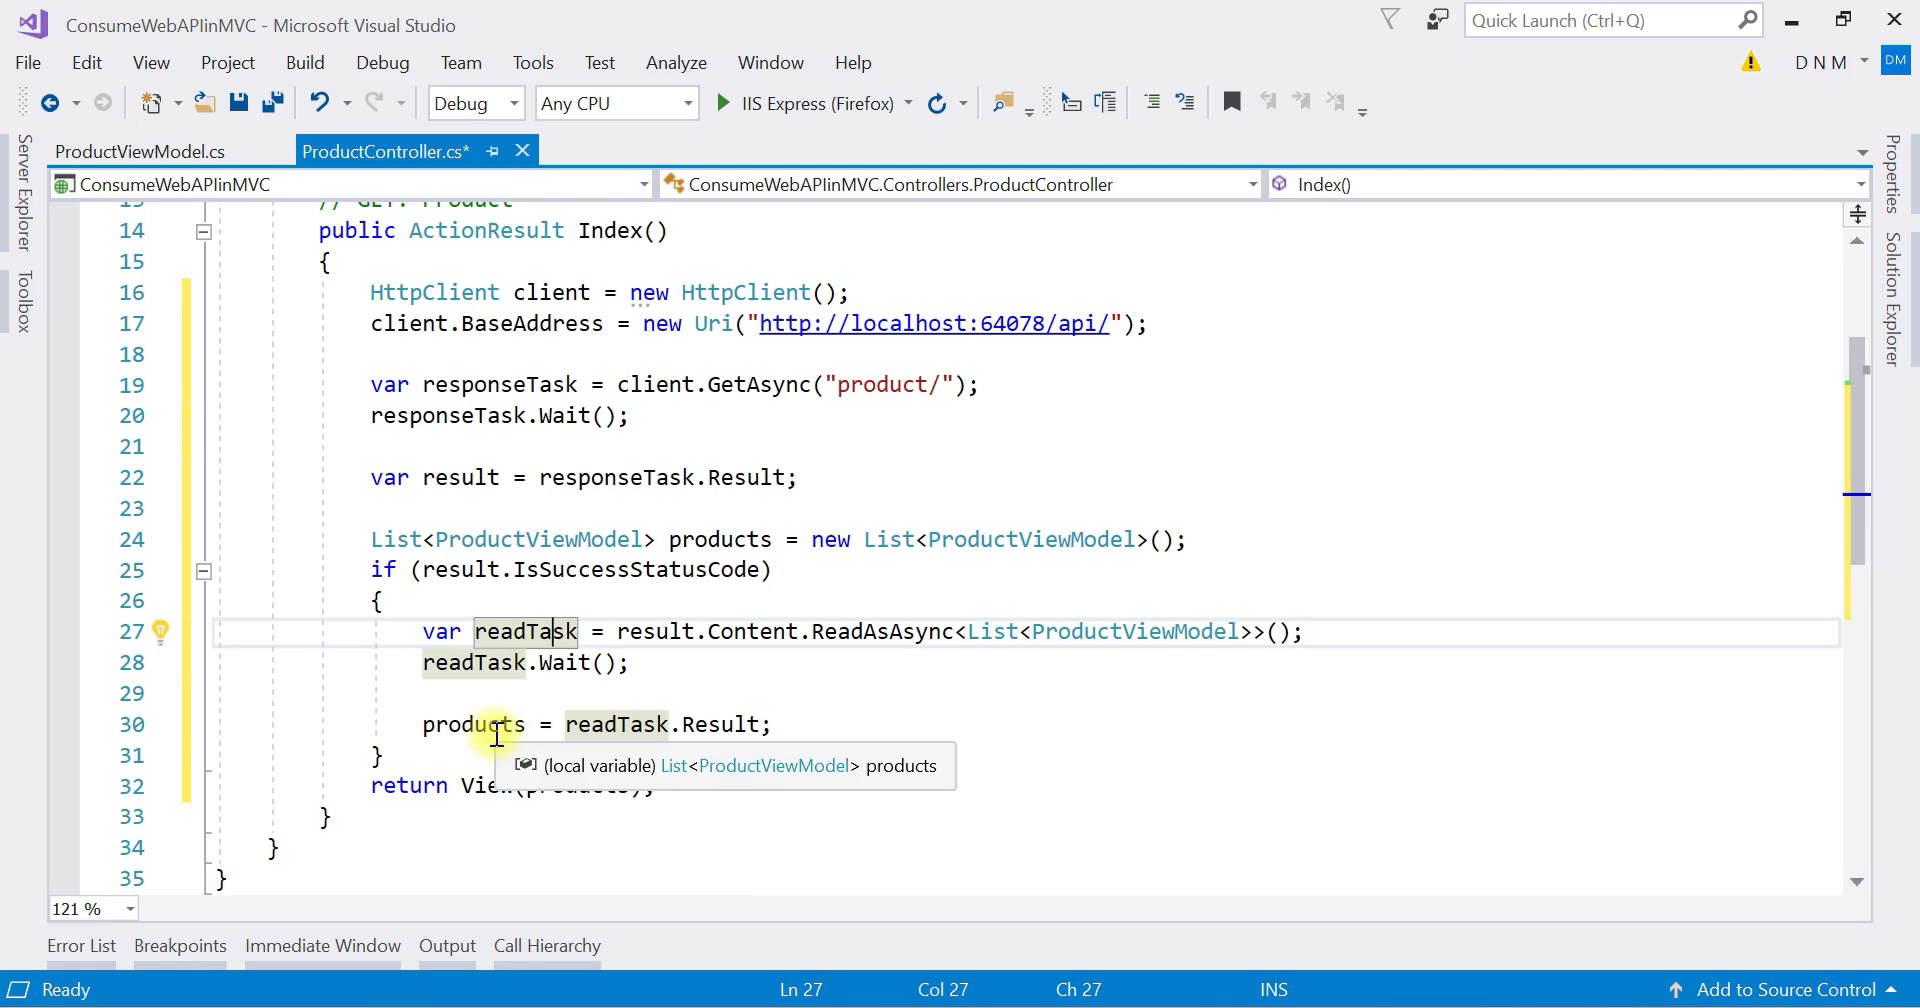 ConsumeWebAPIinMVC - Microsoft Visual Studio
Quick Launch (Ctrl+Q)
File Edit View Project Build Debug Team Tools Test Analyze Window Help
D N M DM
Debug Any CPU IIS Express (Firefox)
Server Explorer
Toolbox
ProductViewModel.cs ProductController.cs*
Properties
Solution Explorer
ConsumeWebAPIinMVC ConsumeWebAPIinMVC.Controllers.ProductController Index()
13 // GET: Product
14 public ActionResult Index()
15 {
16 HttpClient client = new HttpClient();
17 client.BaseAddress = new Uri("http://localhost:64078/api/");
18
19 var responseTask = client.GetAsync("product/");
20 responseTask.Wait();
21
22 var result = responseTask.Result;
23
24 List<ProductViewModel> products = new List<ProductViewModel>();
25 if (result.IsSuccessStatusCode)
26 {
27 var readTask = result.Content.ReadAsAsync<List<ProductViewModel>>();
28 readTask.Wait();
29
30 products = readTask.Result;
31 }
(local variable) List<ProductViewModel> products
32 return View(products);
33 }
34 }
35 }
121 %
Error List Breakpoints Immediate Window Output Call Hierarchy
Ready Ln 27 Col 27 Ch 27 INS Add to Source Control